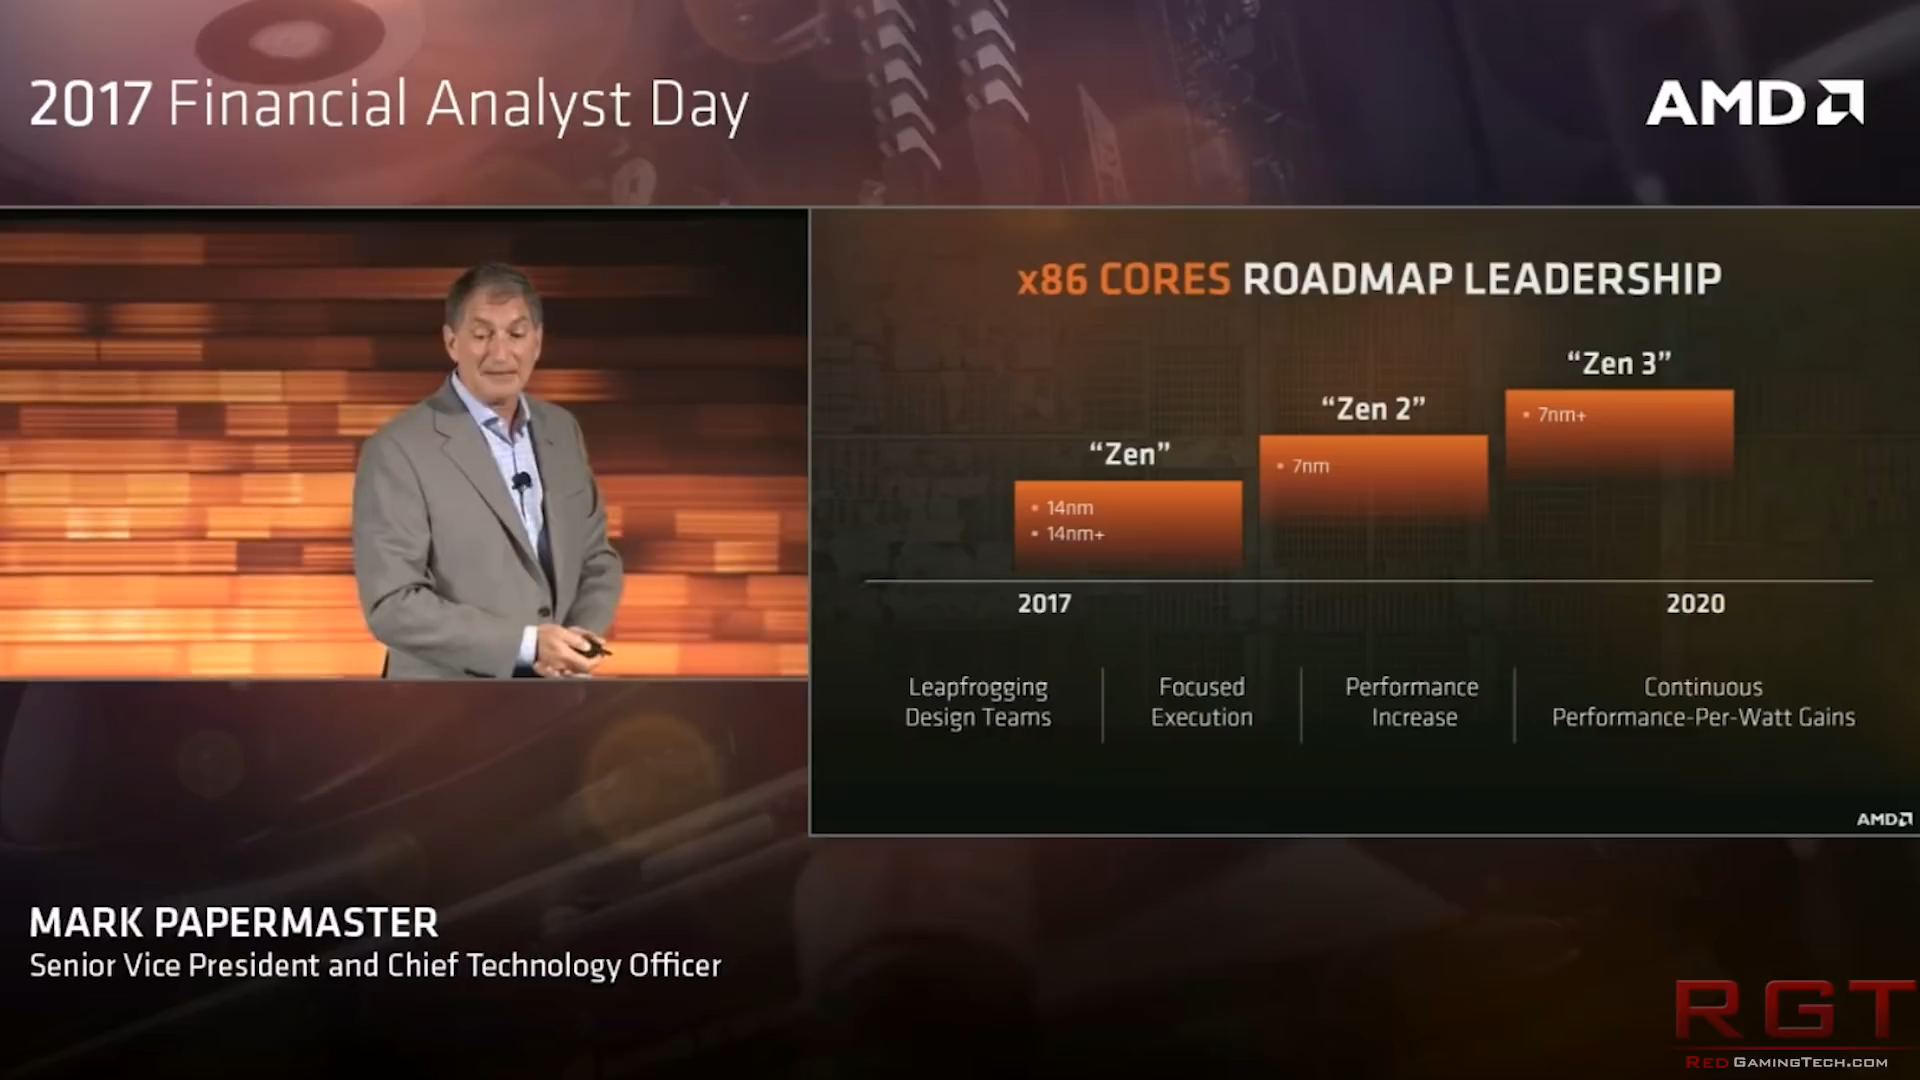 2017 Financial Analyst Day
AMD
x86 CORES ROADMAP LEADERSHIP
“Zen”
• 14nm
• 14nm+
“Zen 2”
• 7nm
“Zen 3”
• 7nm+
2017
2020
Leapfrogging
Design Teams
Focused
Execution
Performance
Increase
Continuous
Performance-Per-Watt Gains
AMD
MARK PAPERMASTER
Senior Vice President and Chief Technology Officer
RGT
REDGAMINGTECH.COM